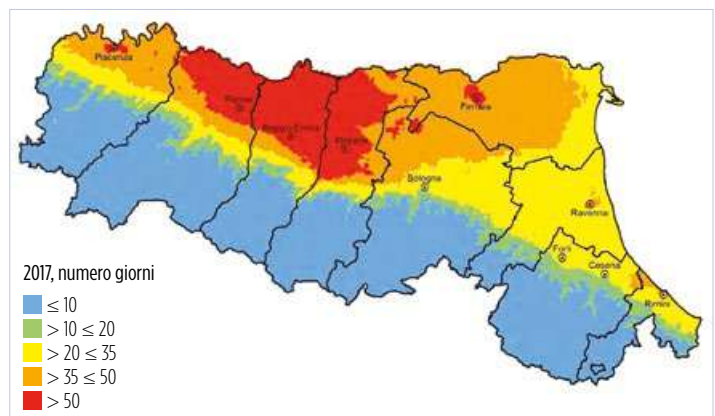 Piacenza
Parma
Reggio Emilia
Modena
Ferrara
Bologna
Ravenna
Forlì
Cesena
Rimini
2017, numero giorni
≤ 10
> 10 ≤ 20
> 20 ≤ 35
> 35 ≤ 50
> 50